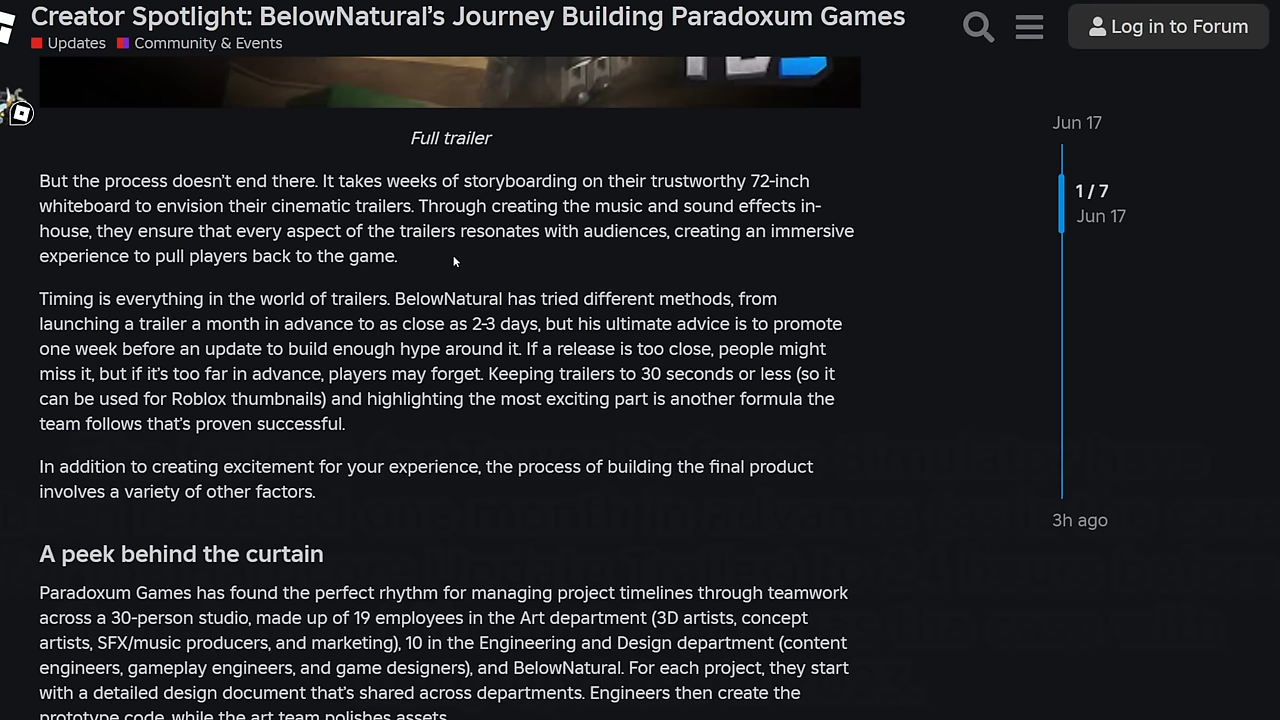 Creator Spotlight: BelowNatural's Journey Building Paradoxum Games
Updates Community & Events
Log in to Forum
Full trailer
Jun 17
1 / 7
Jun 17
3h ago
But the process doesn't end there. It takes weeks of storyboarding on their trustworthy 72-inch
whiteboard to envision their cinematic trailers. Through creating the music and sound effects in-
house, they ensure that every aspect of the trailers resonates with audiences, creating an immersive
experience to pull players back to the game.
Timing is everything in the world of trailers. BelowNatural has tried different methods, from
launching a trailer a month in advance to as close as 2-3 days, but his ultimate advice is to promote
one week before an update to build enough hype around it. If a release is too close, people might
miss it, but if it's too far in advance, players may forget. Keeping trailers to 30 seconds or less (so it
can be used for Roblox thumbnails) and highlighting the most exciting part is another formula the
team follows that's proven successful.
In addition to creating excitement for your experience, the process of building the final product
involves a variety of other factors.
A peek behind the curtain
Paradoxum Games has found the perfect rhythm for managing project timelines through teamwork
across a 30-person studio, made up of 19 employees in the Art department (3D artists, concept
artists, SFX/music producers, and marketing), 10 in the Engineering and Design department (content
engineers, gameplay engineers, and game designers), and BelowNatural. For each project, they start
with a detailed design document that's shared across departments. Engineers then create the
prototype code, while the art team polishes assets.